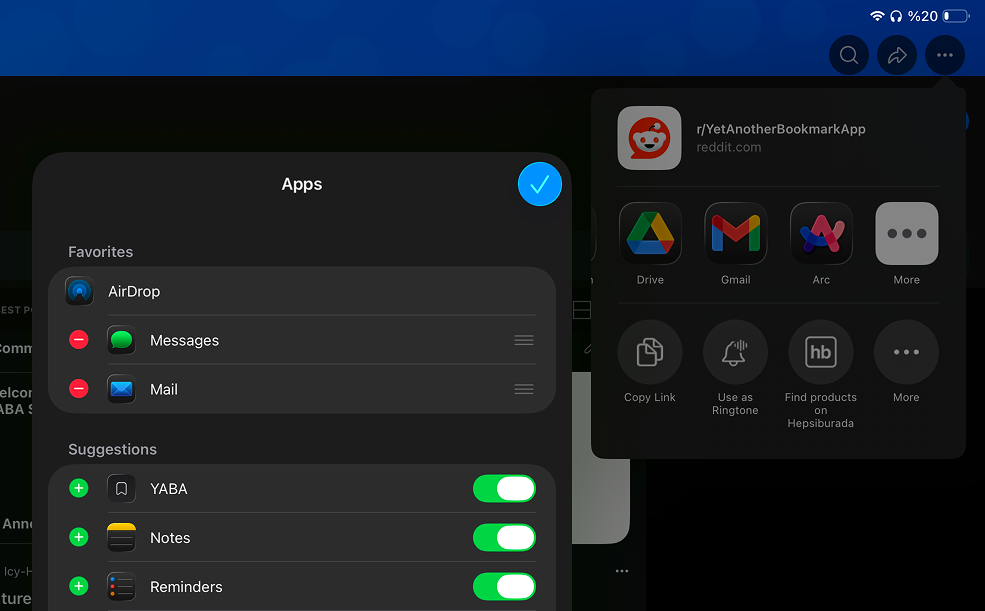 %20
r/YetAnotherBookmarkApp
reddit.com
Drive
Gmail
Arc
More
hb
Copy Link
Use as
Ringtone
Find products
on
Hepsiburada
More
Apps
Favorites
AirDrop
Messages
Mail
Suggestions
YABA
Notes
Reminders